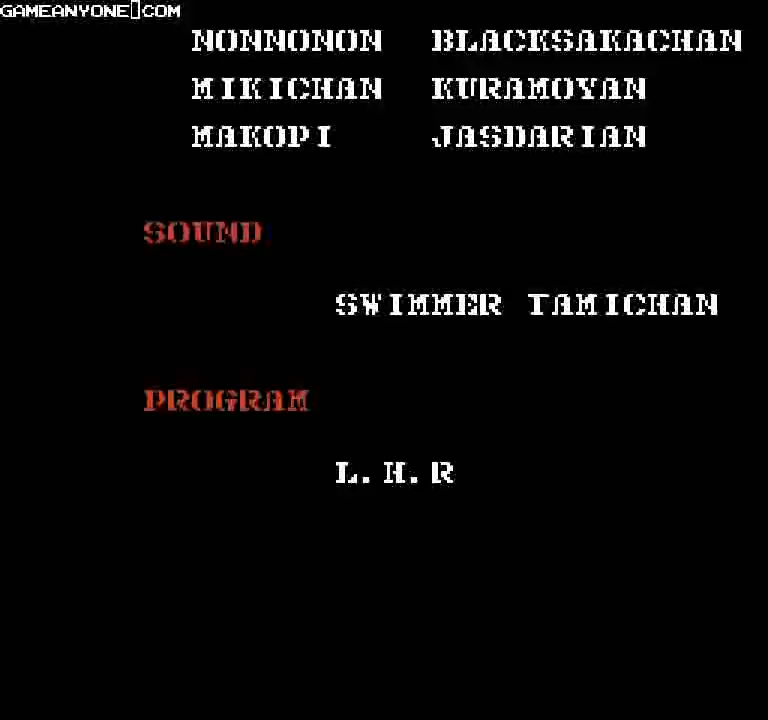 GAMEANYONE▯COM
NONNONON BLACKSAKACHAN
MIKICHAN KURAMOYAN
MAKOPI JASDARIAN
SOUND
SWIMMER TAMICHAN
PROGRAM
L.H.R